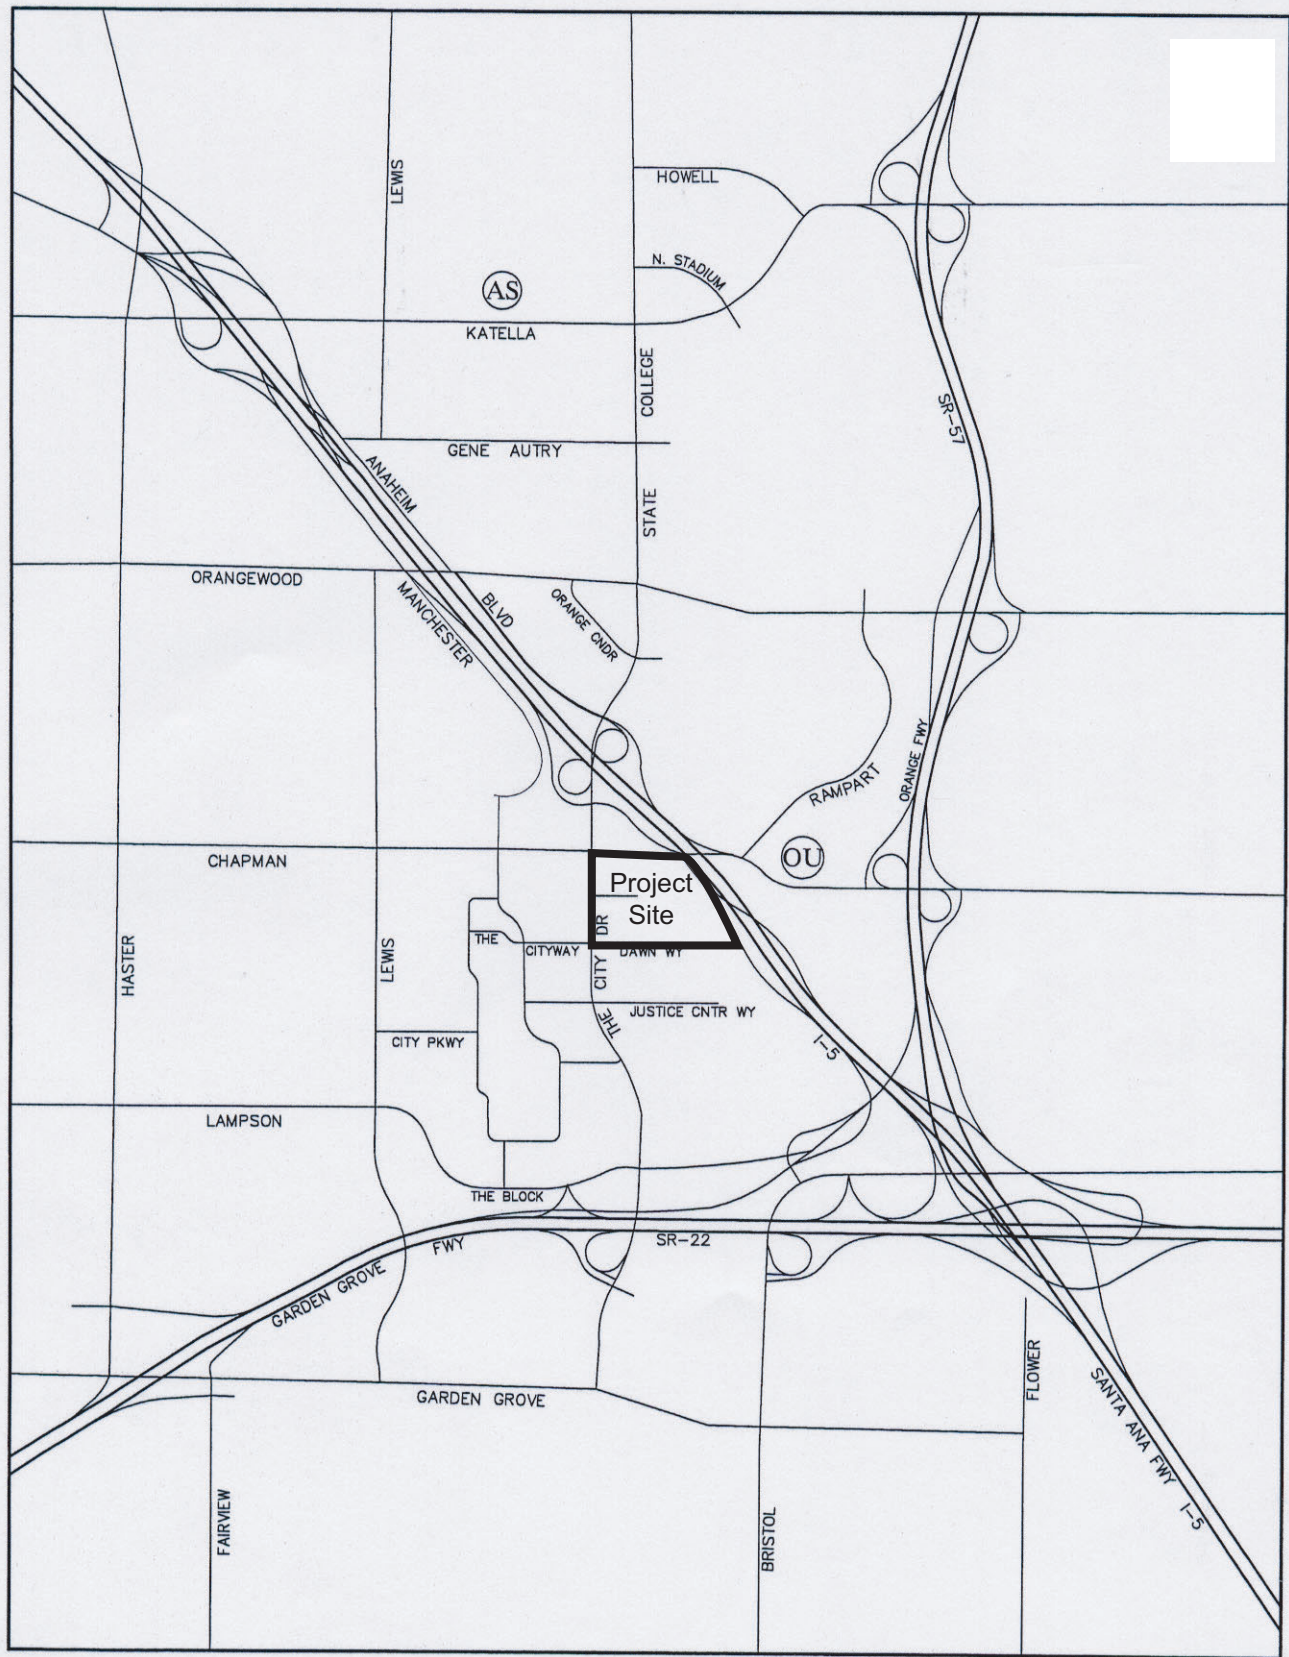 HOWELL
LEWIS
N. STADIUM
AS
KATELLA
COLLEGE
SR-57
GENE AUTRY
ANAHEIM
STATE
ORANGEWOOD
MANCHESTER
BLVD
ORANGE CNDR
ORANGE FWY
RAMPART
CHAPMAN
OU
Project
Site
DR
THE
CITYWAY
DAWN WY
HASTER
LEWIS
CITY
JUSTICE CNTR WY
THE
CITY PKWY
I-5
LAMPSON
THE BLOCK
SR-22
FWY
GARDEN GROVE
FLOWER
GARDEN GROVE
SANTA ANA FWY I-5
FAIRVIEW
BRISTOL